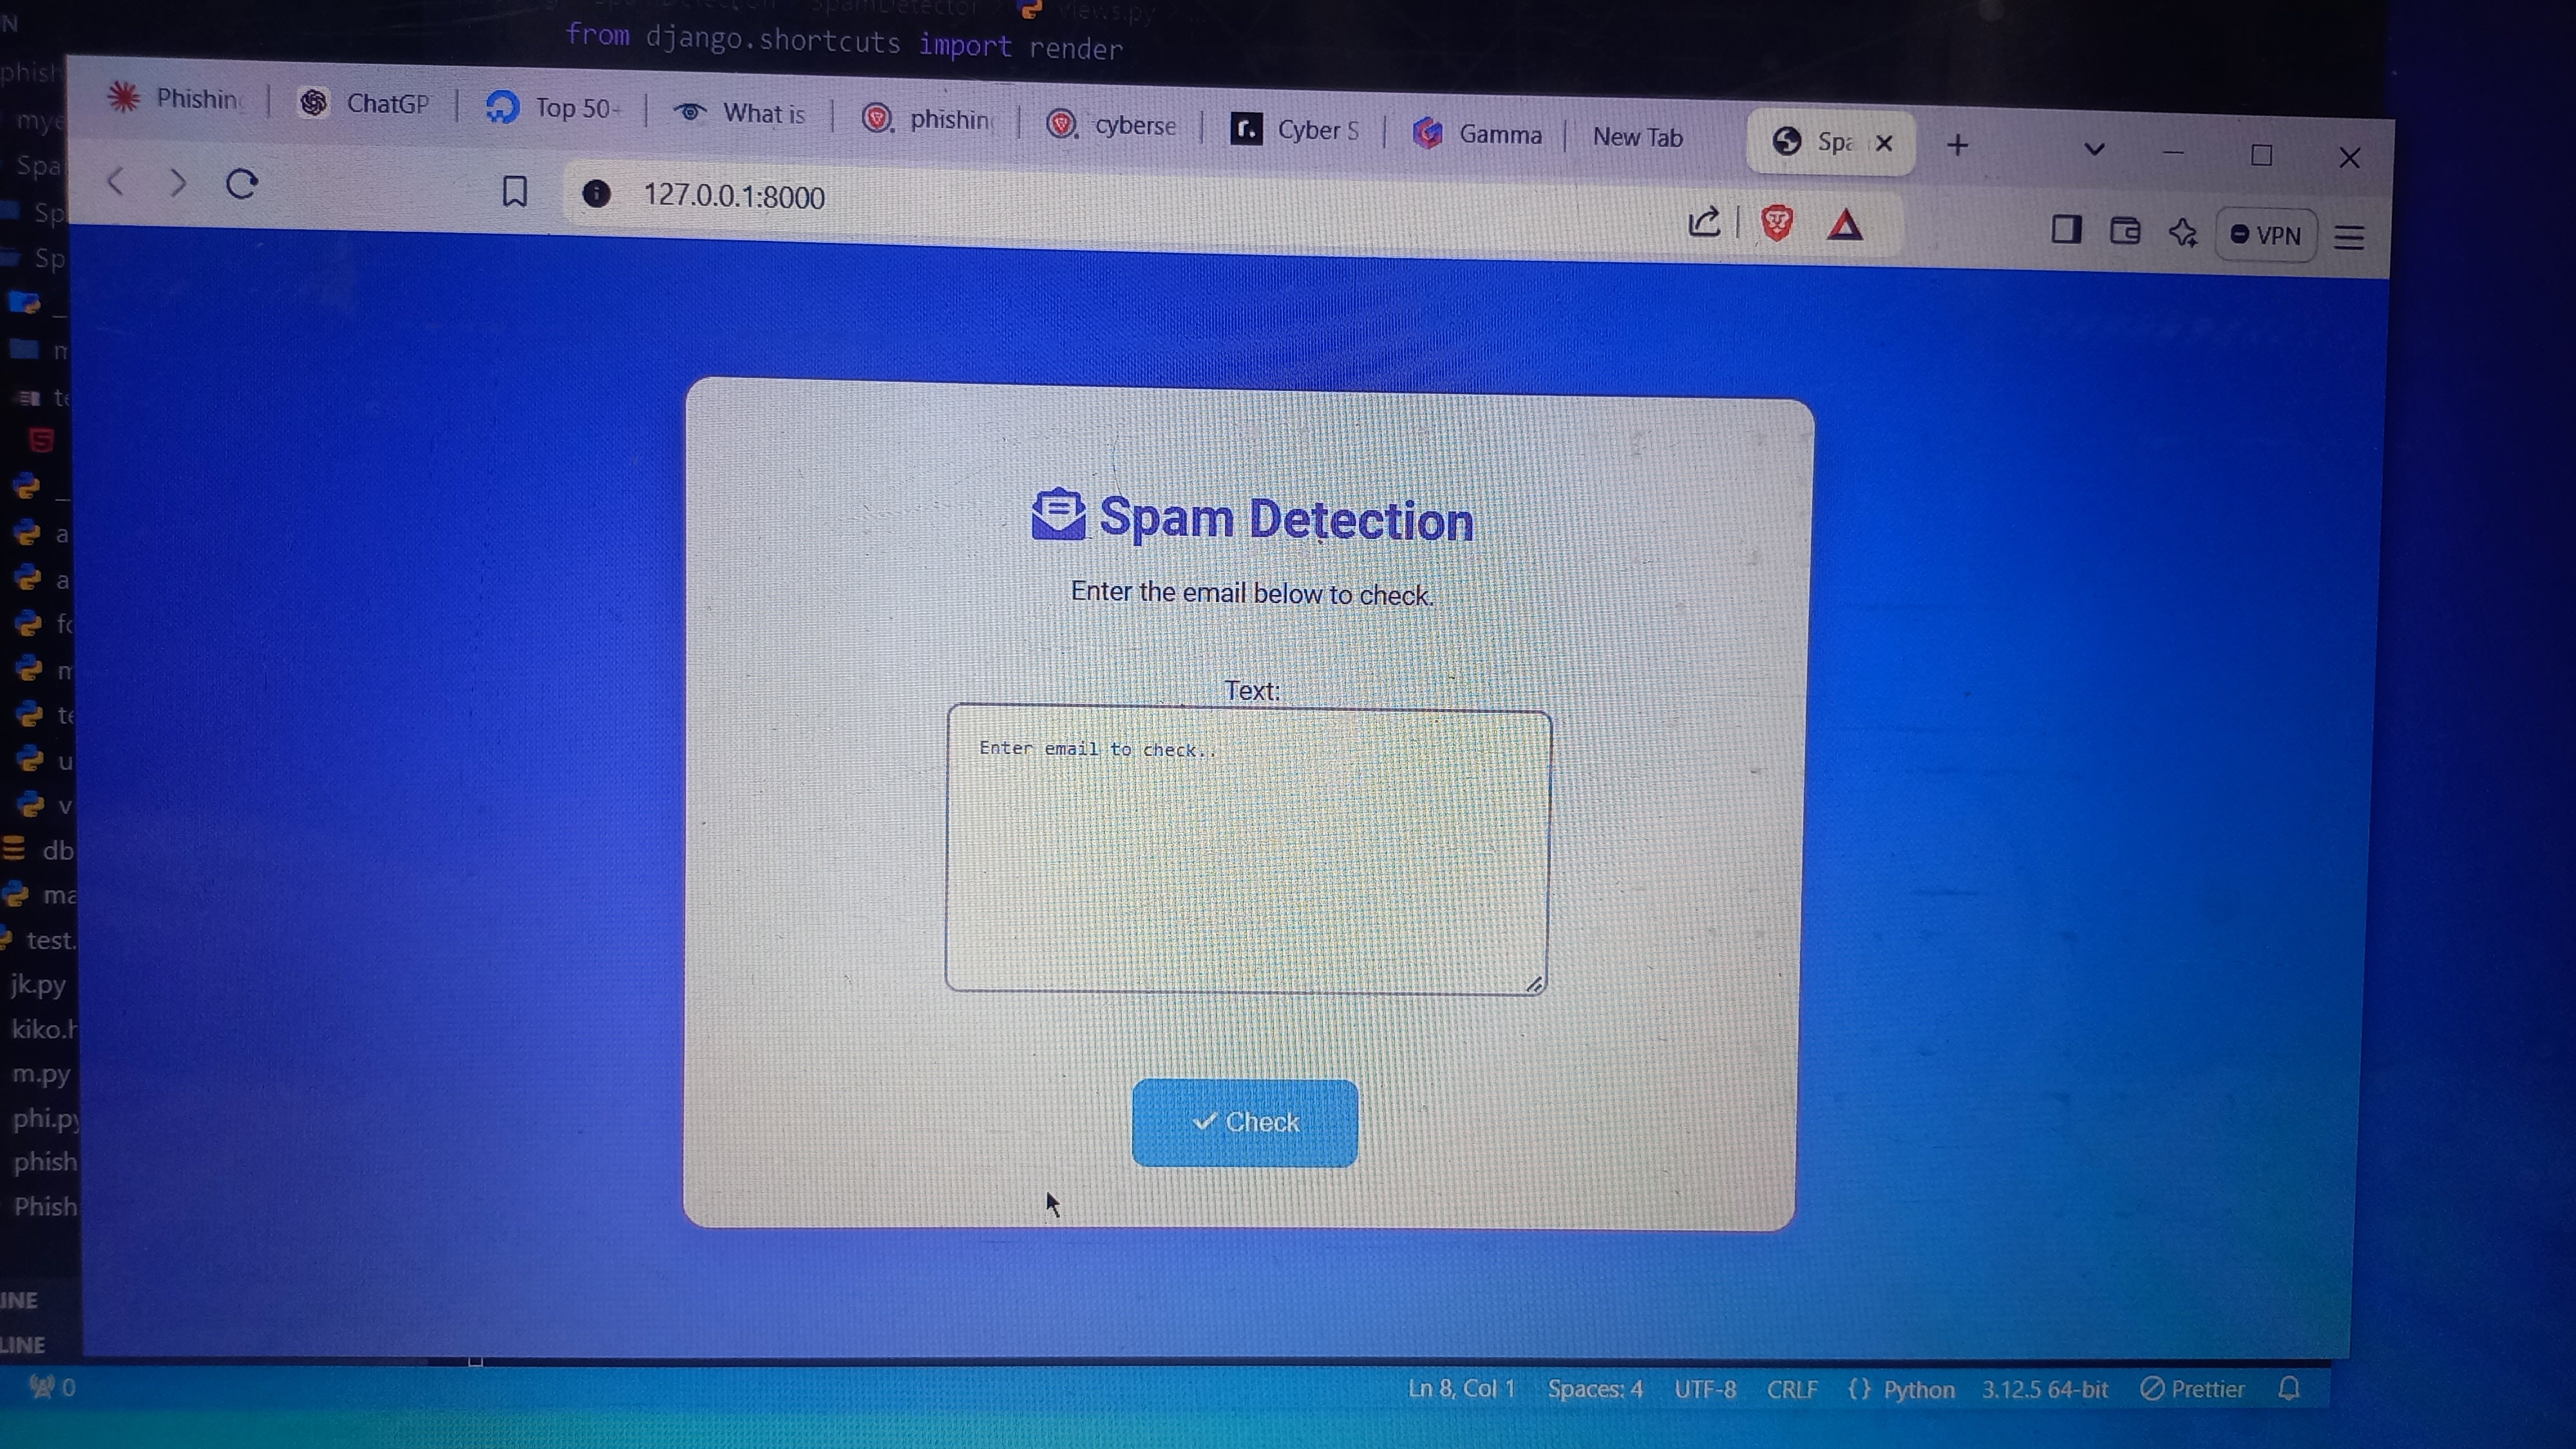 N
views.py
from django.shortcuts import render
Phishin ChatGP Top 50- What is phishin cyberse Cyber S Gamma New Tab Spa
127.0.0.1:8000 VPN
phish
mye
Spa
Sp
Sp
_
m
te
_
a
a
fo
m
te
u
v
db
ma
test.
jk.py
kiko.h
m.py
phi.py
phish
Phish
INE
LINE
Spam Detection
Enter the email below to check.
Text:
Enter email to check..
Check
0 Ln 8, Col 1 Spaces: 4 UTF-8 CRLF {} Python 3.12.5 64-bit Prettier